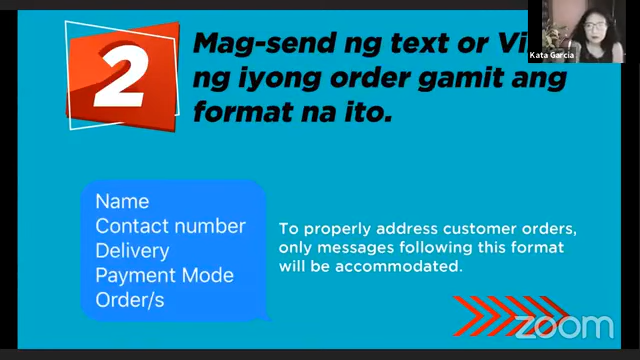 2
Mag-send ng text or Vi
ng iyong order gamit ang
format na ito.
Kata Garcia
Name
Contact number
Delivery
Payment Mode
Order/s
To properly address customer orders,
only messages following this format
will be accommodated.
zoom